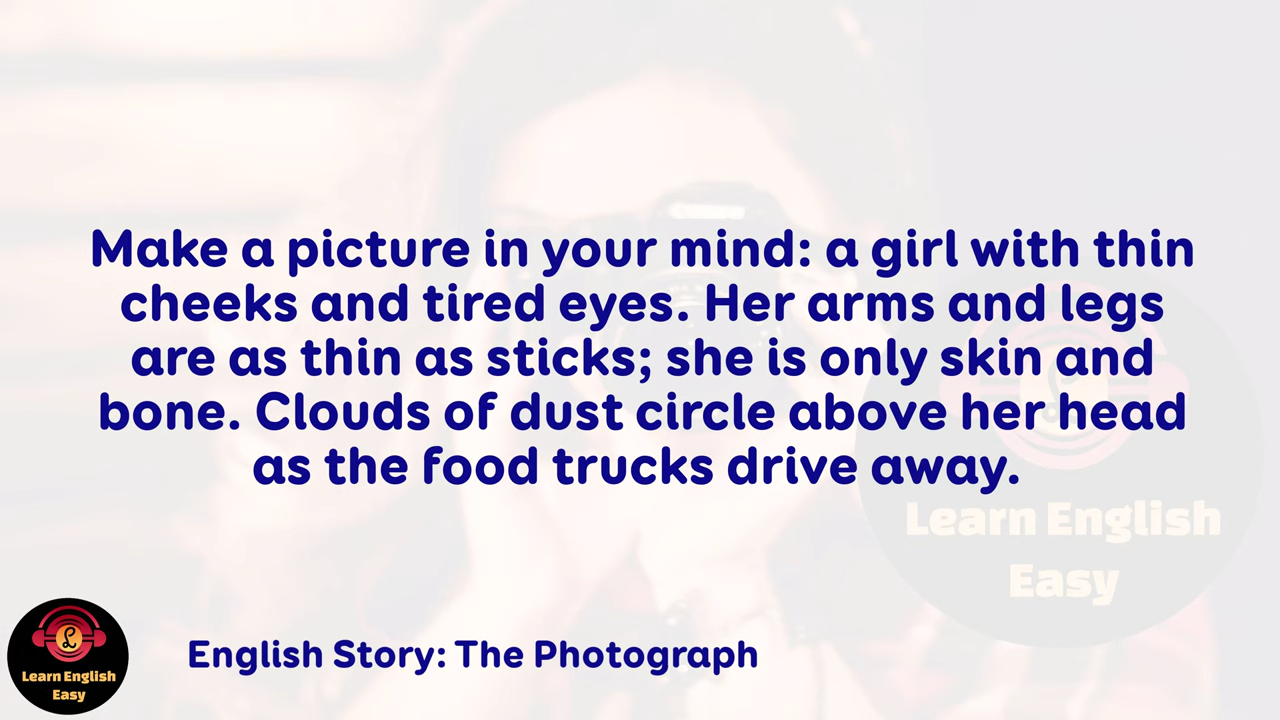 Make a picture in your mind: a girl with thin
cheeks and tired eyes. Her arms and legs
are as thin as sticks; she is only skin and
bone. Clouds of dust circle above her head
as the food trucks drive away.
Learn English
Easy
English Story: The Photograph
Learn English
Easy